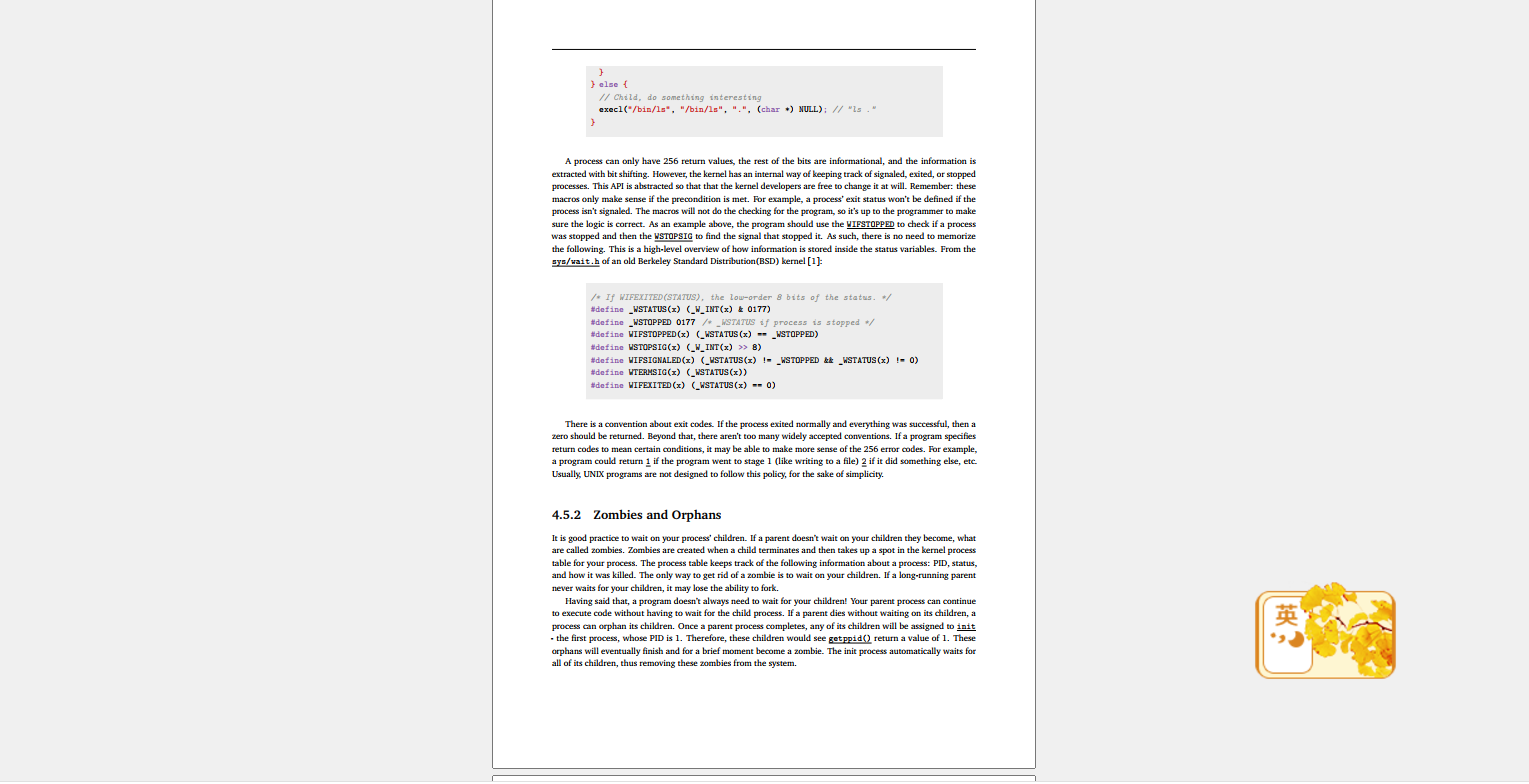 }
} else {
// Child, do something interesting
execl("/bin/ls", "/bin/ls", ".", (char *) NULL); // "ls ."
}
A process can only have 256 return values, the rest of the bits are informational, and the information is
extracted with bit shifting. However, the kernel has an internal way of keeping track of signaled, exited, or stopped
processes. This API is abstracted so that that the kernel developers are free to change it at will. Remember: these
macros only make sense if the precondition is met. For example, a process' exit status won't be defined if the
process isn't signaled. The macros will not do the checking for the program, so it's up to the programmer to make
sure the logic is correct. As an example above, the program should use the WIFSTOPPED to check if a process
was stopped and then the WSTOPSIG to find the signal that stopped it. As such, there is no need to memorize
the following. This is a high-level overview of how information is stored inside the status variables. From the
sys/wait.h of an old Berkeley Standard Distribution(BSD) kernel [1]:
/* If WIFEXITED(STATUS), the low-order 8 bits of the status. */
#define _WSTATUS(x) (_W_INT(x) & 0177)
#define _WSTOPPED 0177 /* _WSTATUS if process is stopped */
#define WIFSTOPPED(x) (_WSTATUS(x) == _WSTOPPED)
#define WSTOPSIG(x) (_W_INT(x) >> 8)
#define WIFSIGNALED(x) (_WSTATUS(x) != _WSTOPPED && _WSTATUS(x) != 0)
#define WTERMSIG(x) (_WSTATUS(x))
#define WIFEXITED(x) (_WSTATUS(x) == 0)
There is a convention about exit codes. If the process exited normally and everything was successful, then a
zero should be returned. Beyond that, there aren't too many widely accepted conventions. If a program specifies
return codes to mean certain conditions, it may be able to make more sense of the 256 error codes. For example,
a program could return 1 if the program went to stage 1 (like writing to a file) 2 if it did something else, etc.
Usually, UNIX programs are not designed to follow this policy, for the sake of simplicity.
4.5.2 Zombies and Orphans
It is good practice to wait on your process' children. If a parent doesn't wait on your children they become, what
are called zombies. Zombies are created when a child terminates and then takes up a spot in the kernel process
table for your process. The process table keeps track of the following information about a process: PID, status,
and how it was killed. The only way to get rid of a zombie is to wait on your children. If a long-running parent
never waits for your children, it may lose the ability to fork.
Having said that, a program doesn't always need to wait for your children! Your parent process can continue
to execute code without having to wait for the child process. If a parent dies without waiting on its children, a
process can orphan its children. Once a parent process completes, any of its children will be assigned to init
- the first process, whose PID is 1. Therefore, these children would see getppid() return a value of 1. These
orphans will eventually finish and for a brief moment become a zombie. The init process automatically waits for
all of its children, thus removing these zombies from the system.
英